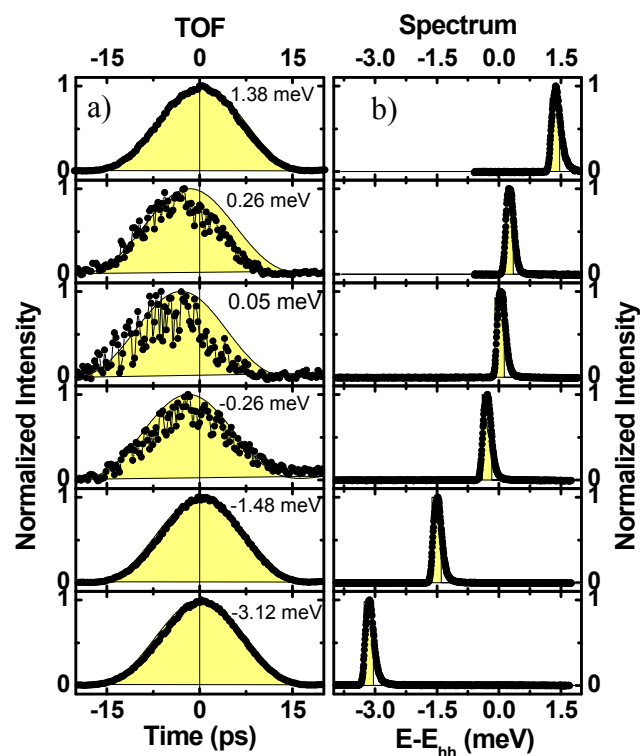 TOF
Spectrum
-15 0 15
-3.0 -1.5 0.0 1.5
a)
b)
1
0
1.38 meV
1
0
0.26 meV
1
0
0.05 meV
1
0
-0.26 meV
1
0
-1.48 meV
1
0
-3.12 meV
Normalized Intensity
1
0
1
0
1
0
1
0
1
0
1
0
Normalized Intensity
-15 0 15
-3.0 -1.5 0.0 1.5
Time (ps)
E-Ehh (meV)